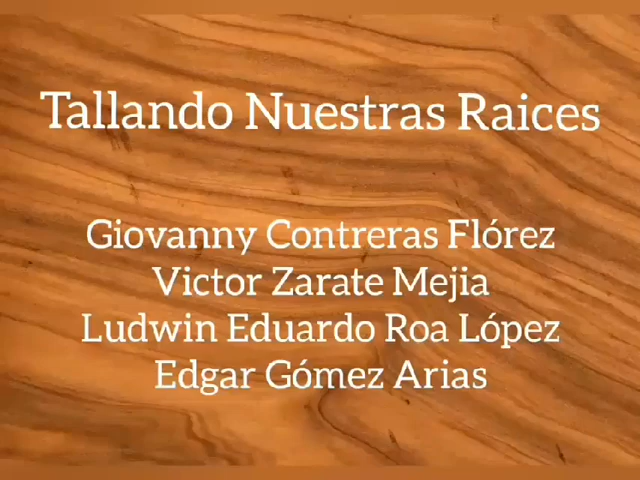 Tallando Nuestras Raices
Giovanny Contreras Flórez
Victor Zarate Mejia
Ludwin Eduardo Roa López
Edgar Gómez Arias